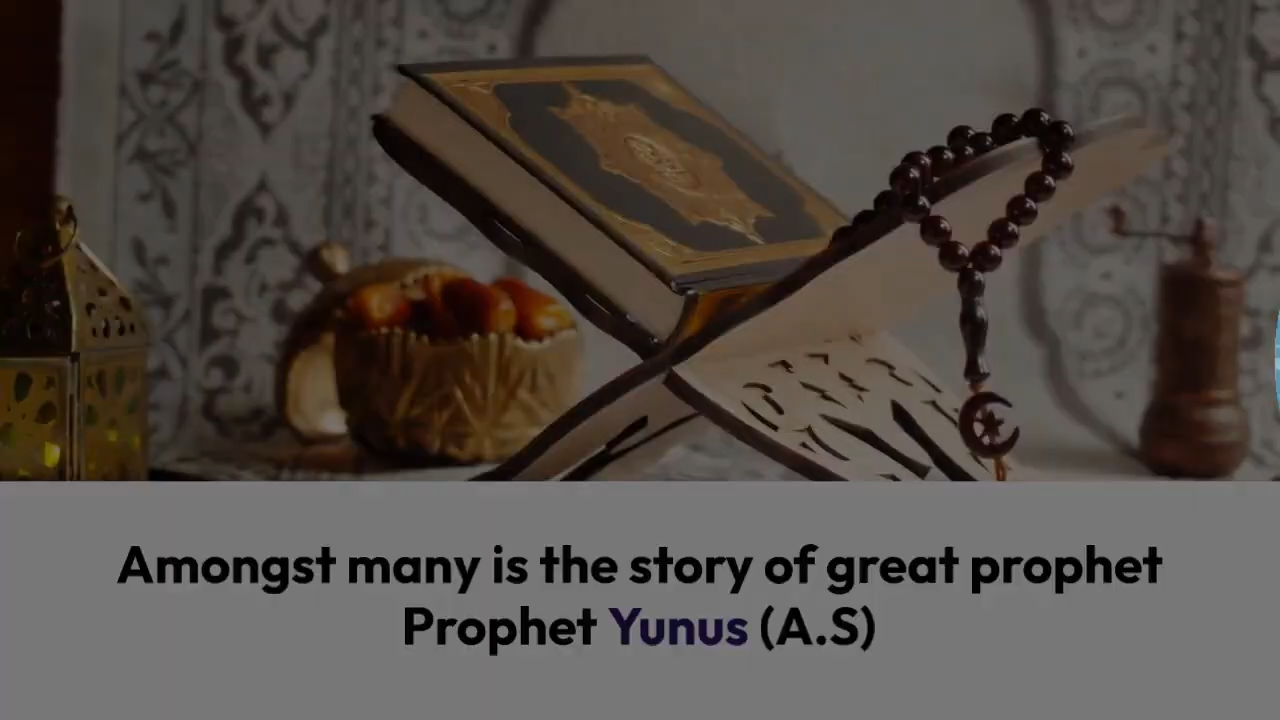 Amongst many is the story of great prophet
Prophet Yunus (A.S)